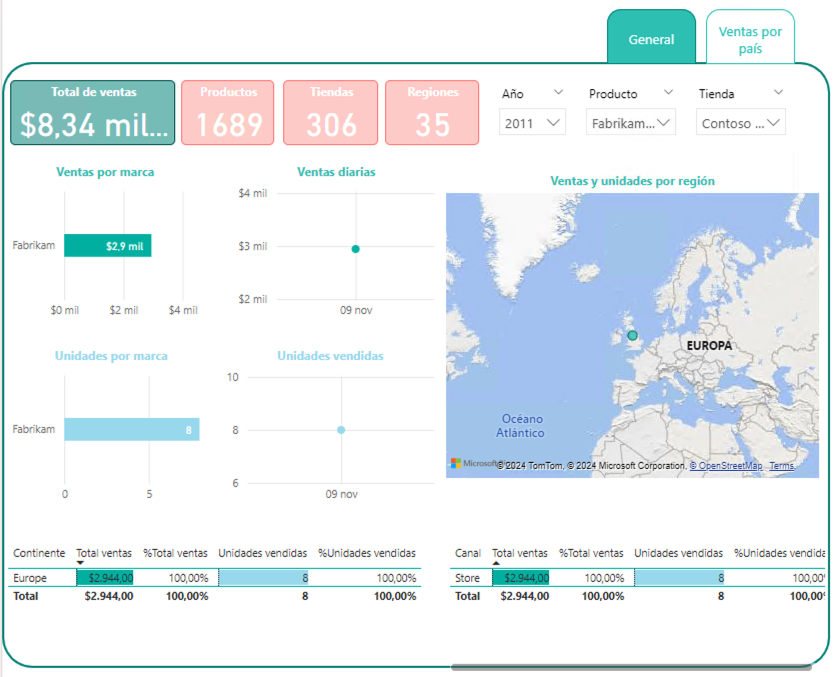 General
Ventas por
país
Total de ventas
$8,34 mil...
Productos
1689
Tiendas
306
Regiones
35
Año
2011
Producto
Fabrikam...
Tienda
Contoso ...
Ventas por marca
Fabrikam
$2,9 mil
$0 mil
$2 mil
$4 mil
Ventas diarias
$4 mil
$3 mil
$2 mil
09 nov
Ventas y unidades por región
EUROPA
Océano
Atlántico
Microsoft
©2024 TomTom, © 2024 Microsoft Corporation, © OpenStreetMap Terms
Unidades por marca
Fabrikam
8
0
5
Unidades vendidas
10
8
6
09 nov
Continente Total ventas %Total ventas Unidades vendidas %Unidades vendidas
Europe $2.944,00 100,00% 8 100,00%
Total $2.944,00 100,00% 8 100,00%
Canal Total ventas %Total ventas Unidades vendidas %Unidades vendida
Store $2.944,00 100,00% 8 100,00
Total $2.944,00 100,00% 8 100,00